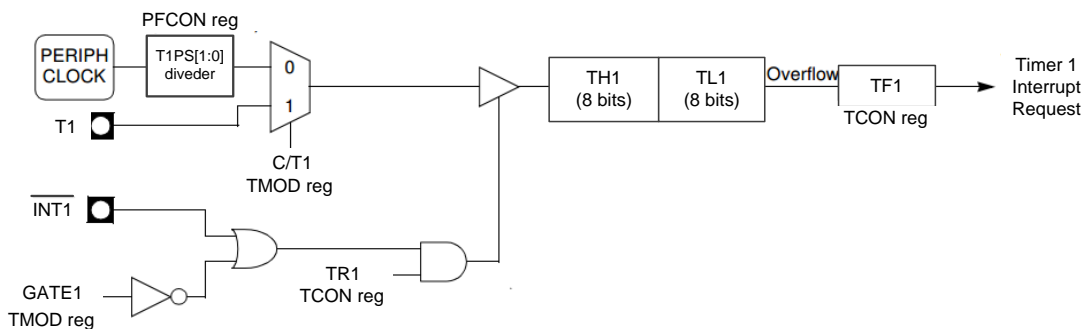 PFCON reg
PERIPH
CLOCK
T1PS[1:0]
diveder
0
1
T1
C/T1
TMOD reg
TH1
(8 bits)
TL1
(8 bits)
Overflow
TF1
TCON reg
Timer 1
Interrupt
Request
INT1
GATE1
TMOD reg
TR1
TCON reg